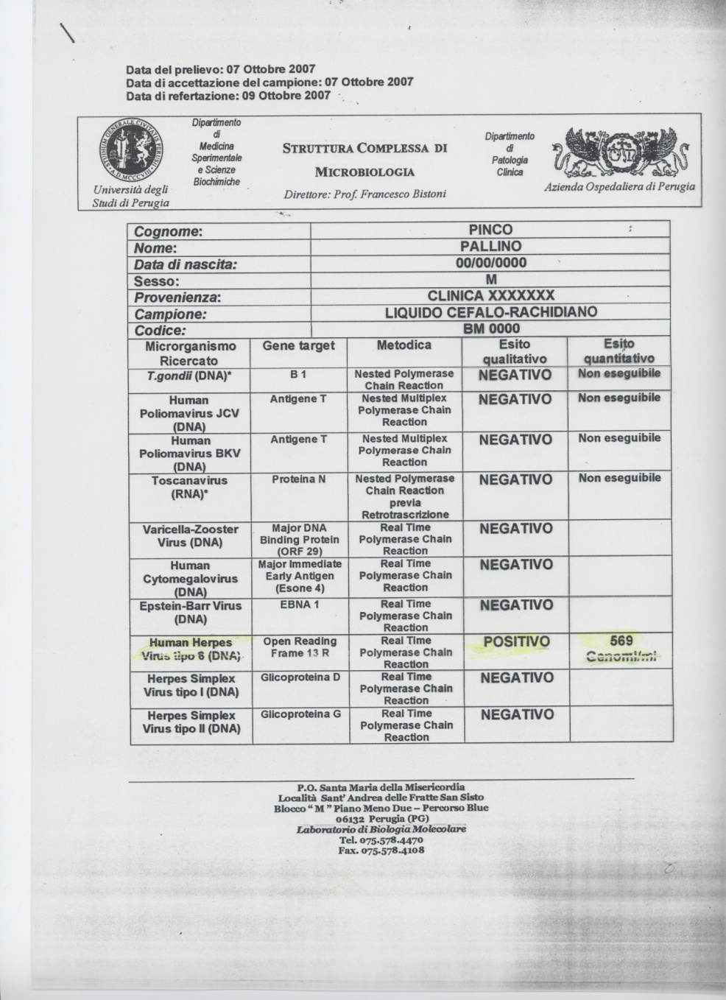 Data del prelievo: 07 Ottobre 2007
Data di accettazione del campione: 07 Ottobre 2007
Data di refertazione: 09 Ottobre 2007
STUDIUM GENERALE CIVITATIS PERUSII
A.D. MCCCVIII
Università degli
Studi di Perugia
Dipartimento
di
Medicina
Sperimentale
e Scienze
Biochimiche
STRUTTURA COMPLESSA DI
MICROBIOLOGIA
Direttore: Prof. Francesco Bistoni
Dipartimento
di
Patologia
Clinica
Azienda Ospedaliera di Perugia
Cognome: PINCO
Nome: PALLINO
Data di nascita: 00/00/0000
Sesso: M
Provenienza: CLINICA XXXXXXX
Campione: LIQUIDO CEFALO-RACHIDIANO
Codice: BM 0000
Microrganismo Gene target Metodica Esito Esito
Ricercato qualitativo quantitativo
T.gondii (DNA)* B 1 Nested Polymerase NEGATIVO Non eseguibile
Chain Reaction
Human Antigene T Nested Multiplex NEGATIVO Non eseguibile
Poliomavirus JCV Polymerase Chain
(DNA) Reaction
Human Antigene T Nested Multiplex NEGATIVO Non eseguibile
Poliomavirus BKV Polymerase Chain
(DNA) Reaction
Toscanavirus Proteina N Nested Polymerase NEGATIVO Non eseguibile
(RNA)* Chain Reaction
previa
Retrotrascrizione
Varicella-Zooster Major DNA Real Time NEGATIVO
Virus (DNA) Binding Protein Polymerase Chain
(ORF 29) Reaction
Human Major Immediate Real Time NEGATIVO
Cytomegalovirus Early Antigen Polymerase Chain
(DNA) (Esone 4) Reaction
Epstein-Barr Virus EBNA 1 Real Time NEGATIVO
(DNA) Polymerase Chain
Reaction
Human Herpes Open Reading Real Time POSITIVO 569
Virus tipo 6 (DNA) Frame 13 R Polymerase Chain Genomi/ml
Reaction
Herpes Simplex Glicoproteina D Real Time NEGATIVO
Virus tipo I (DNA) Polymerase Chain
Reaction
Herpes Simplex Glicoproteina G Real Time NEGATIVO
Virus tipo II (DNA) Polymerase Chain
Reaction
P.O. Santa Maria della Misericordia
Località Sant' Andrea delle Fratte San Sisto
Blocco " M " Piano Meno Due – Percorso Blue
06132 Perugia (PG)
Laboratorio di Biologia Molecolare
Tel. 075.578.4470
Fax. 075.578.4108